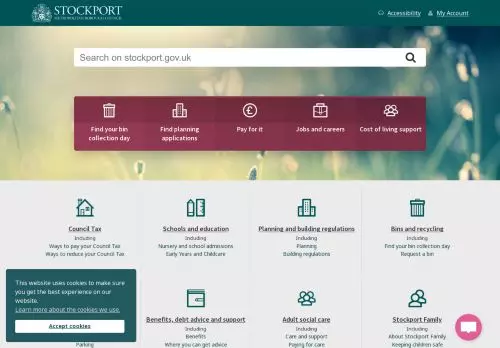 STOCKPORT
METROPOLITAN BOROUGH COUNCIL
Accessibility
My Account
Search on stockport.gov.uk
Find your bin
collection day
Find planning
applications
Pay for it
Jobs and careers
Cost of living support
Council Tax
Including
Ways to pay your Council Tax
Ways to reduce your Council Tax
Schools and education
Including
Nursery and school admissions
Early Years and Childcare
Planning and building regulations
Including
Planning
Building regulations
Bins and recycling
Including
Find your bin collection day
Request a bin
This website uses cookies to make sure
you get the best experience on our
website.
Learn more about the cookies we use.
Accept cookies
Parking
Benefits, debt advice and support
Including
Benefits
Where you can get advice
Adult social care
Including
Care and support
Paying for care
Stockport Family
Including
About Stockport Family
Keeping children safe